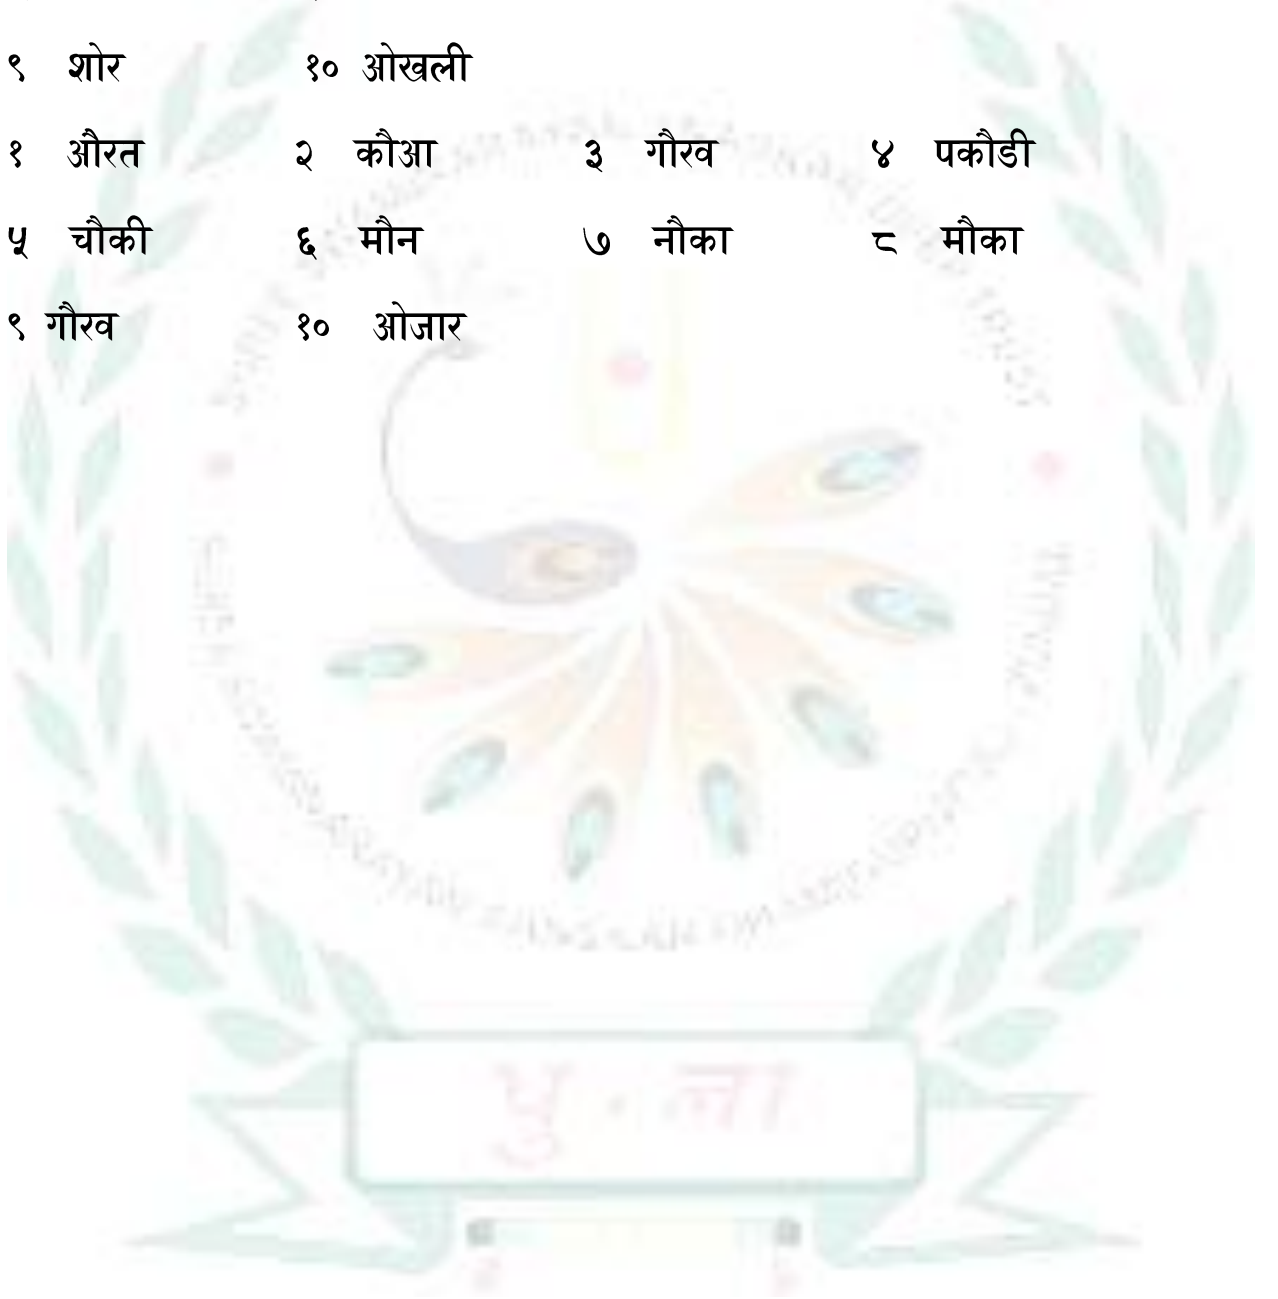 ९ शोर १० ओखली
१ औरत २ कौआ ३ गौरव ४ पकौडी
५ चौकी ६ मौन ७ नौका ८ मौका
९ गौरव १० ओजार
पु . ना